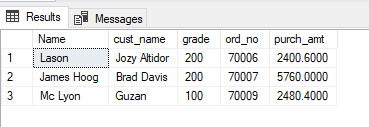 Results Messages
Name cust_name grade ord_no purch_amt
1 Lason Jozy Altidor 200 70006 2400.6000
2 James Hoog Brad Davis 200 70007 5760.0000
3 Mc Lyon Guzan 100 70009 2480.4000